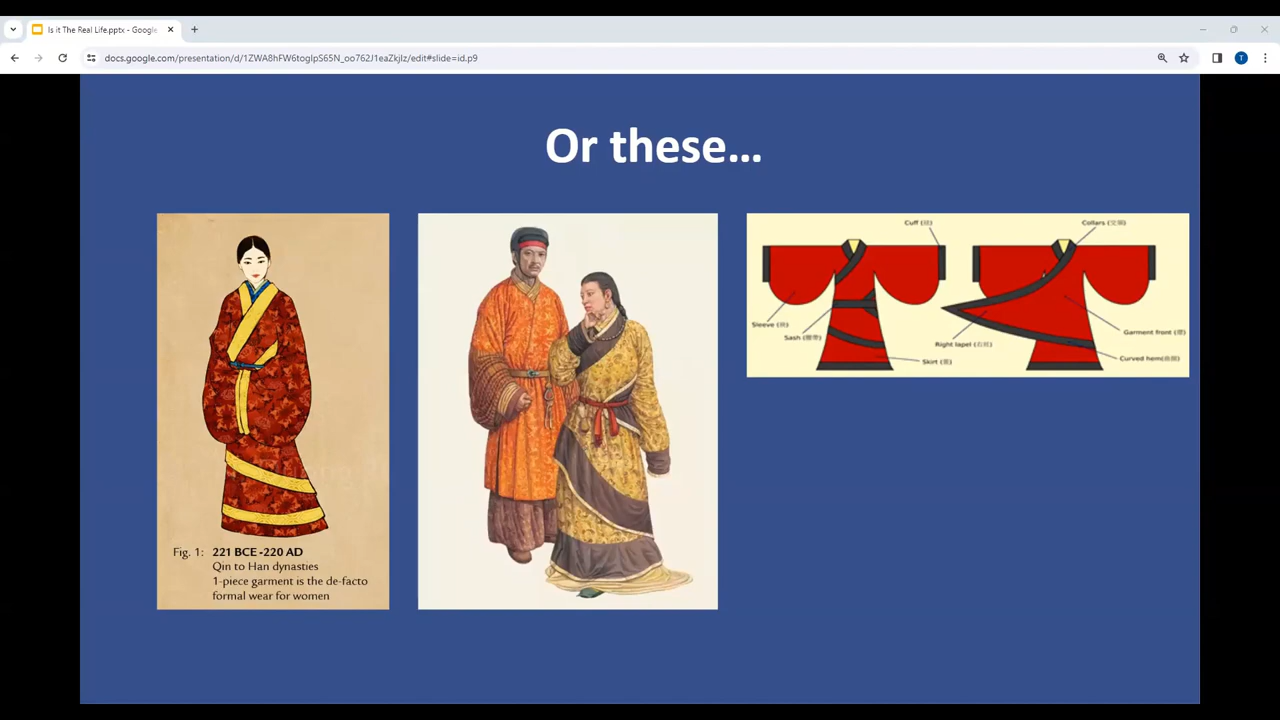 Is it The Real Life.pptx - Google
docs.google.com/presentation/d/1ZWA8hFW6togIpS65N_oo762J1eaZkjIz/edit#slide=id.p9
T
Or these...
Fig. 1: 221 BCE -220 AD
Qin to Han dynasties
1-piece garment is the de-facto
formal wear for women
Cuff
Collars
Sleeve
Sash
Skirt
Right lapel
Garment front
Curved hem